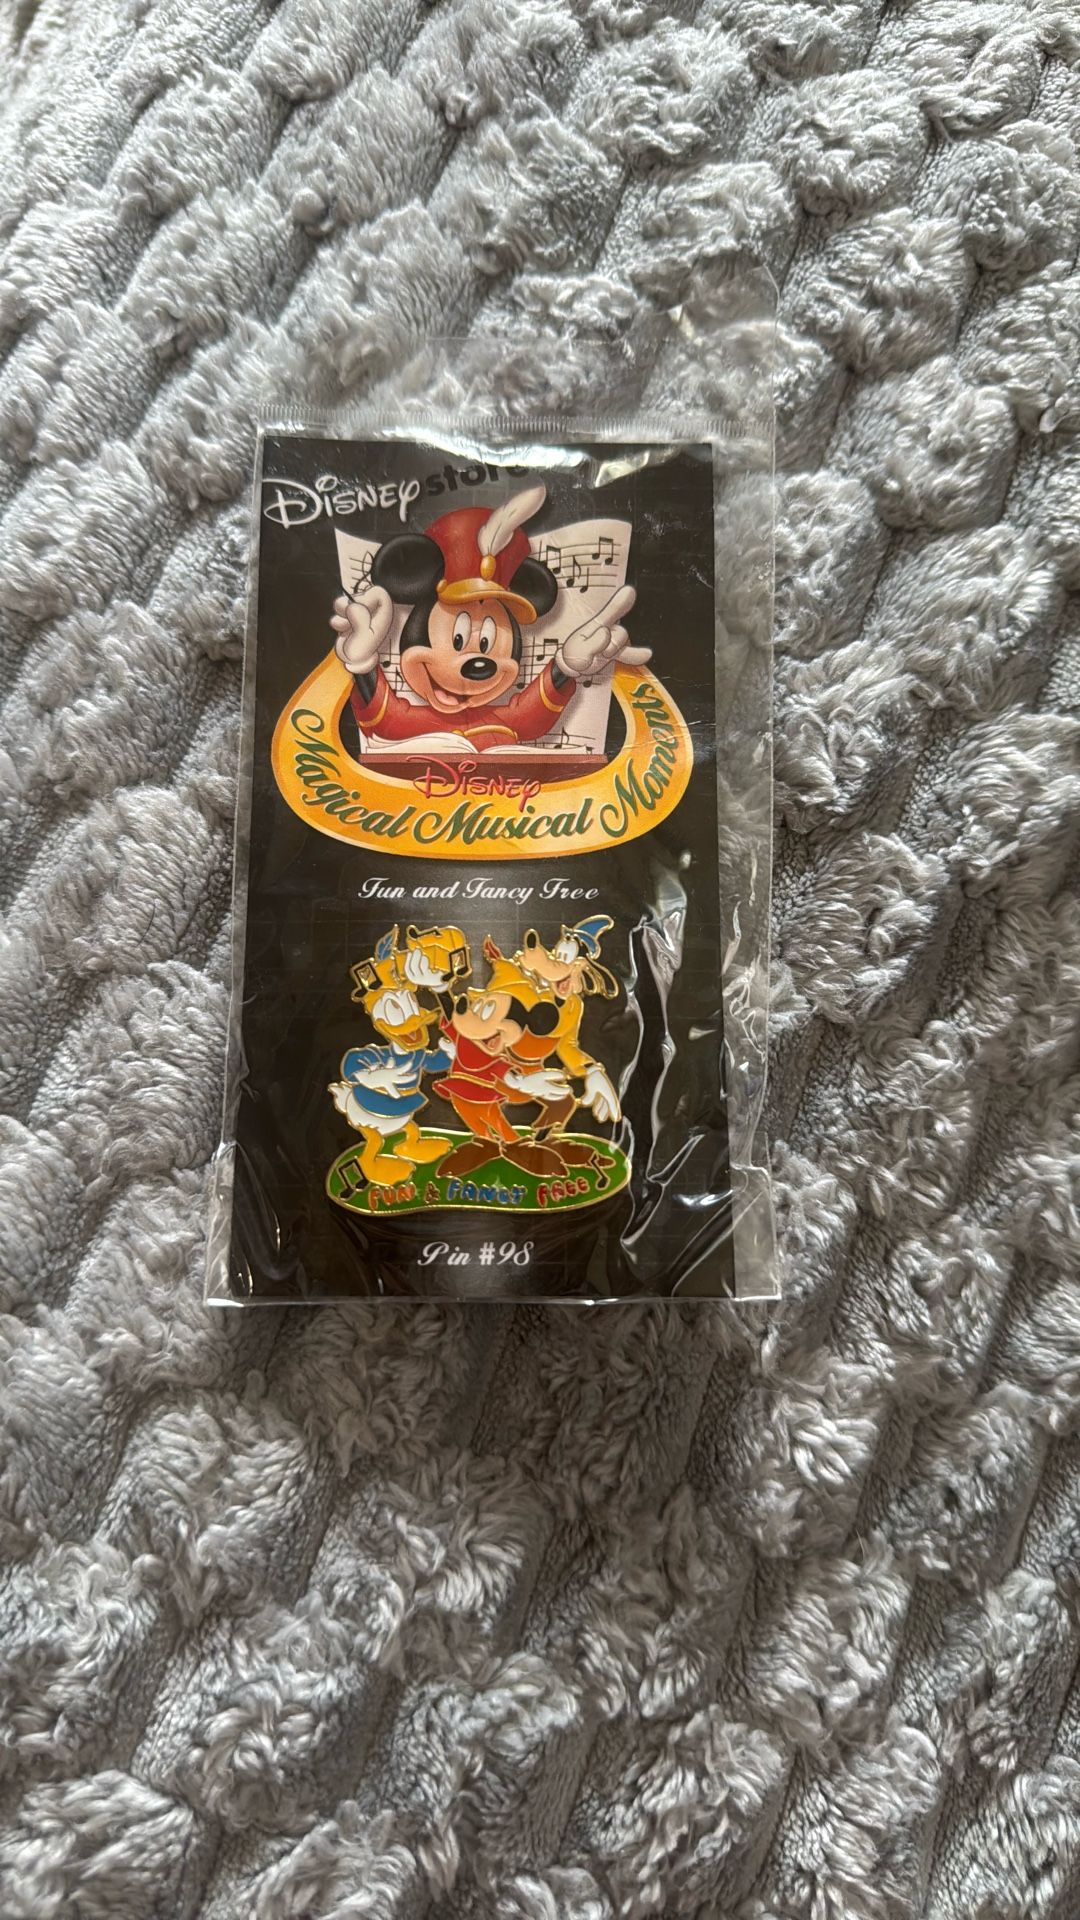 Disney store
Disney
Magical Musical Moments
Fun and Fancy Free
FUN & FANCY FREE
Pin #98